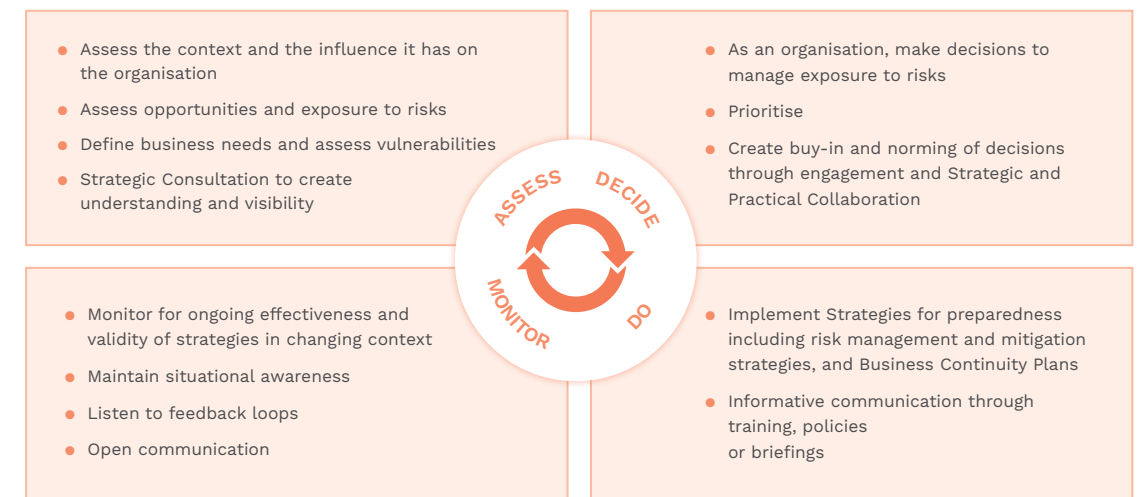 Assess the context and the influence it has on
the organisation
Assess opportunities and exposure to risks
Define business needs and assess vulnerabilities
Strategic Consultation to create
understanding and visibility
As an organisation, make decisions to
manage exposure to risks
Prioritise
Create buy-in and norming of decisions
through engagement and Strategic and
Practical Collaboration
ASSESS
DECIDE
MONITOR
DO
Monitor for ongoing effectiveness and
validity of strategies in changing context
Maintain situational awareness
Listen to feedback loops
Open communication
Implement Strategies for preparedness
including risk management and mitigation
strategies, and Business Continuity Plans
Informative communication through
training, policies
or briefings